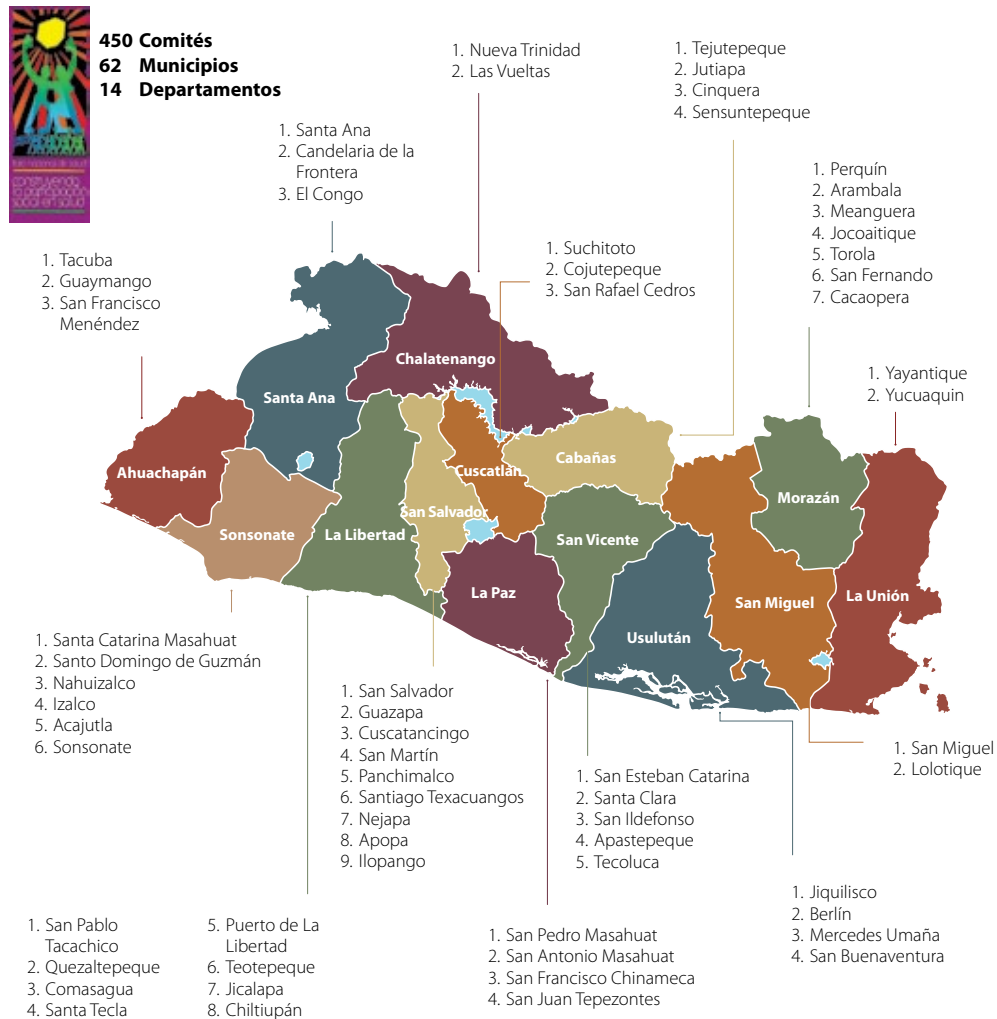 450 Comités
62 Municipios
14 Departamentos
construyendo
la participación
social en salud
1. Nueva Trinidad
2. Las Vueltas
1. Tejutepeque
2. Jutiapa
3. Cinquera
4. Sensuntepeque
1. Santa Ana
2. Candelaria de la
Frontera
3. El Congo
1. Perquín
2. Arambala
3. Meanguera
4. Jocoaitique
5. Torola
6. San Fernando
7. Cacaopera
1. Tacuba
2. Guaymango
3. San Francisco
Menéndez
1. Suchitoto
2. Cojutepeque
3. San Rafael Cedros
1. Yayantique
2. Yucuaquin
Chalatenango
Santa Ana
Ahuachapán
Cuscatlán
Cabañas
Morazán
Sonsonate
La Libertad
San Salvador
San Vicente
La Paz
San Miguel
La Unión
Usulután
1. Santa Catarina Masahuat
2. Santo Domingo de Guzmán
3. Nahuizalco
4. Izalco
5. Acajutla
6. Sonsonate
1. San Salvador
2. Guazapa
3. Cuscatancingo
4. San Martín
5. Panchimalco
6. Santiago Texacuangos
7. Nejapa
8. Apopa
9. Ilopango
1. San Esteban Catarina
2. Santa Clara
3. San Ildefonso
4. Apastepeque
5. Tecoluca
1. San Miguel
2. Lolotique
1. San Pablo
Tacachico
2. Quezaltepeque
3. Comasagua
4. Santa Tecla
5. Puerto de La
Libertad
6. Teotepeque
7. Jicalapa
8. Chiltiupán
1. San Pedro Masahuat
2. San Antonio Masahuat
3. San Francisco Chinameca
4. San Juan Tepezontes
1. Jiquilisco
2. Berlín
3. Mercedes Umaña
4. San Buenaventura